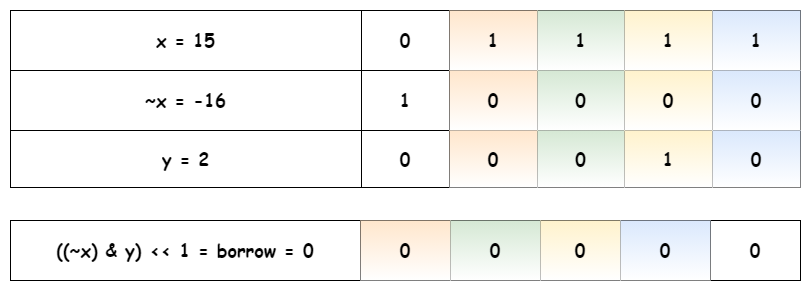 x = 15 0 1 1 1 1
~x = -16 1 0 0 0 0
y = 2 0 0 0 1 0
((~x) & y) << 1 = borrow = 0 0 0 0 0 0